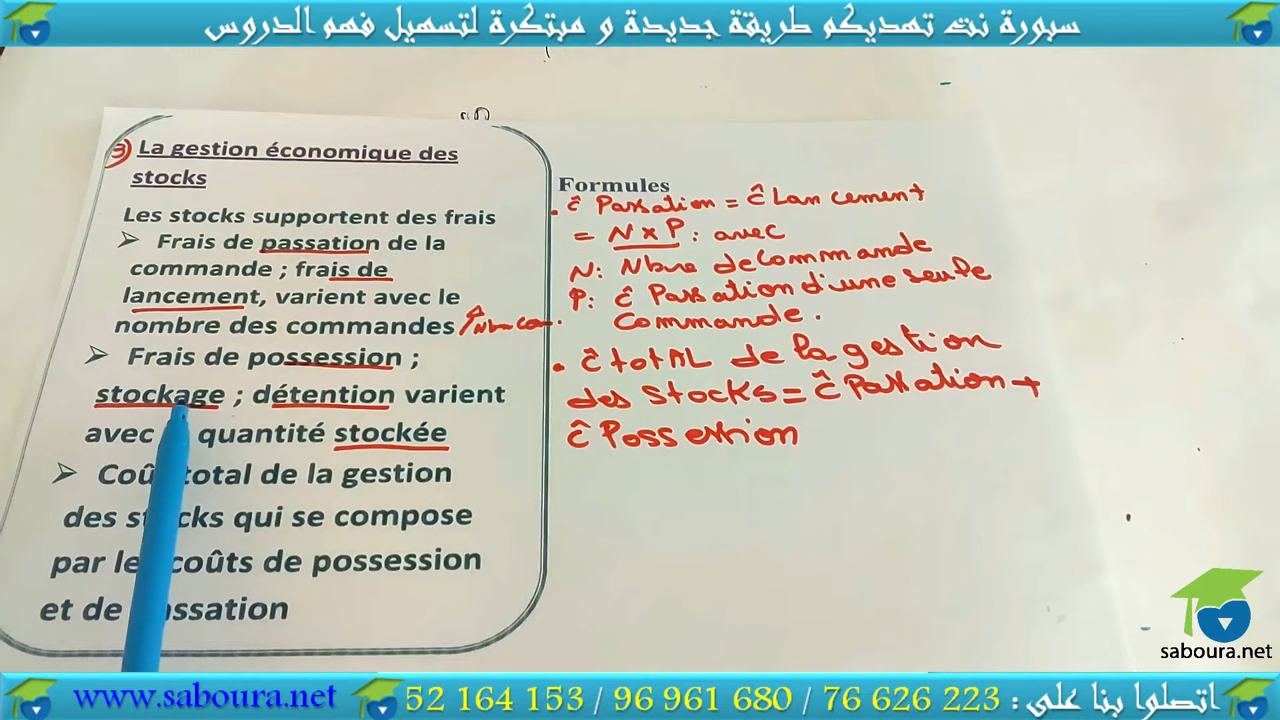 سبورة نت تهديكم طريقة جديدة و مبتكرة لتسهيل فهم الدروس
3) La gestion économique des
stocks
Les stocks supportent des frais
➢ Frais de passation de la
commande ; frais de
lancement, varient avec le
nombre des commandes
➢ Frais de possession ;
stockage ; détention varient
avec quantité stockée
➢ Coû total de la gestion
des st cks qui se compose
par le coûts de possession
et de assation
Formules
. ĉ Passation = ĉ Lancement
= N x P : avec
N: Nbre de Commande
P: ĉ Passation d'une seule
Commande.
. ĉ totAL de la gestion
des Stocks = ĉ Passation +
ĉ Possession
saboura.net
www.saboura.net
اتصلوا بنا على : 52 164 153 / 96 961 680 / 76 626 223